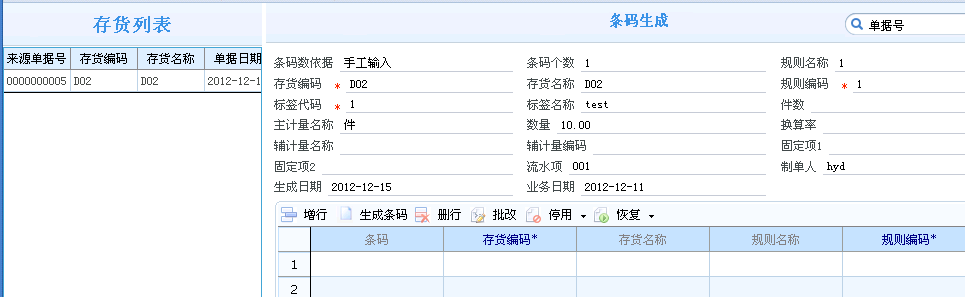 存货列表
来源单据号 存货编码 存货名称 单据日期
0000000005 D02 D02 2012-12-1
条码生成
单据号
条码数依据 手工输入 条码个数 1 规则名称 1
存货编码 * D02 存货名称 D02 规则编码 * 1
标签代码 * 1 标签名称 test 件数
主计量名称 件 数量 10.00 换算率
辅计量名称 辅计量编码 固定项1
固定项2 流水项 001 制单人 hyd
生成日期 2012-12-15 业务日期 2012-12-11
增行 生成条码 删行 批改 停用 恢复
条码 存货编码* 存货名称 规则名称 规则编码*
1
2